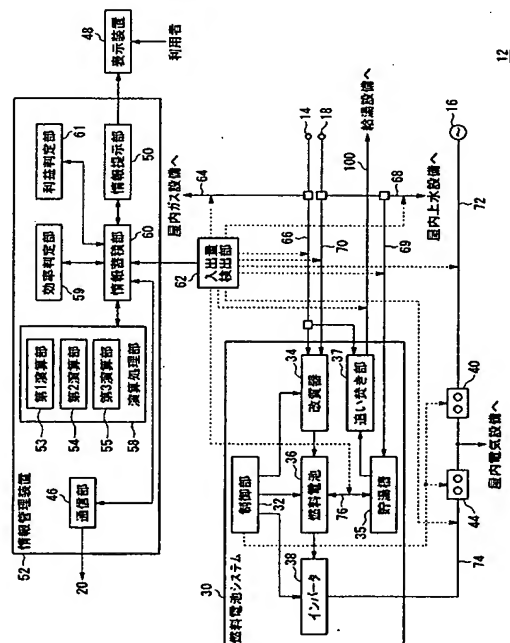 48
表示装置
利用者
情報管理装置
52
利益判定部
61
情報提示部
50
効率判定部
59
情報蓄積部
60
第1演算部
53
第2演算部
54
第3演算部
55
演算処理部
58
通信部
46
20
屋内ガス設備へ
64
入出量検出部
62
14
18
給湯設備へ
100
66
70
68
69
屋内上水設備へ
16
72
12
燃料電池システム
30
制御部
32
改質器
34
燃料電池
36
追い焚き部
37
インバータ
38
貯湯器
35
76
74
44
40
屋内電気設備へ